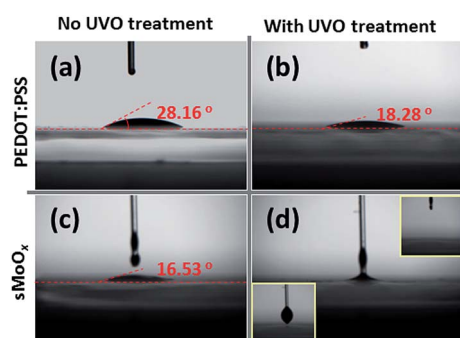 No UVO treatment
With UVO treatment
PEDOT:PSS
(a)
28.16 °
(b)
18.28 °
sMoOₓ
(c)
16.53 °
(d)